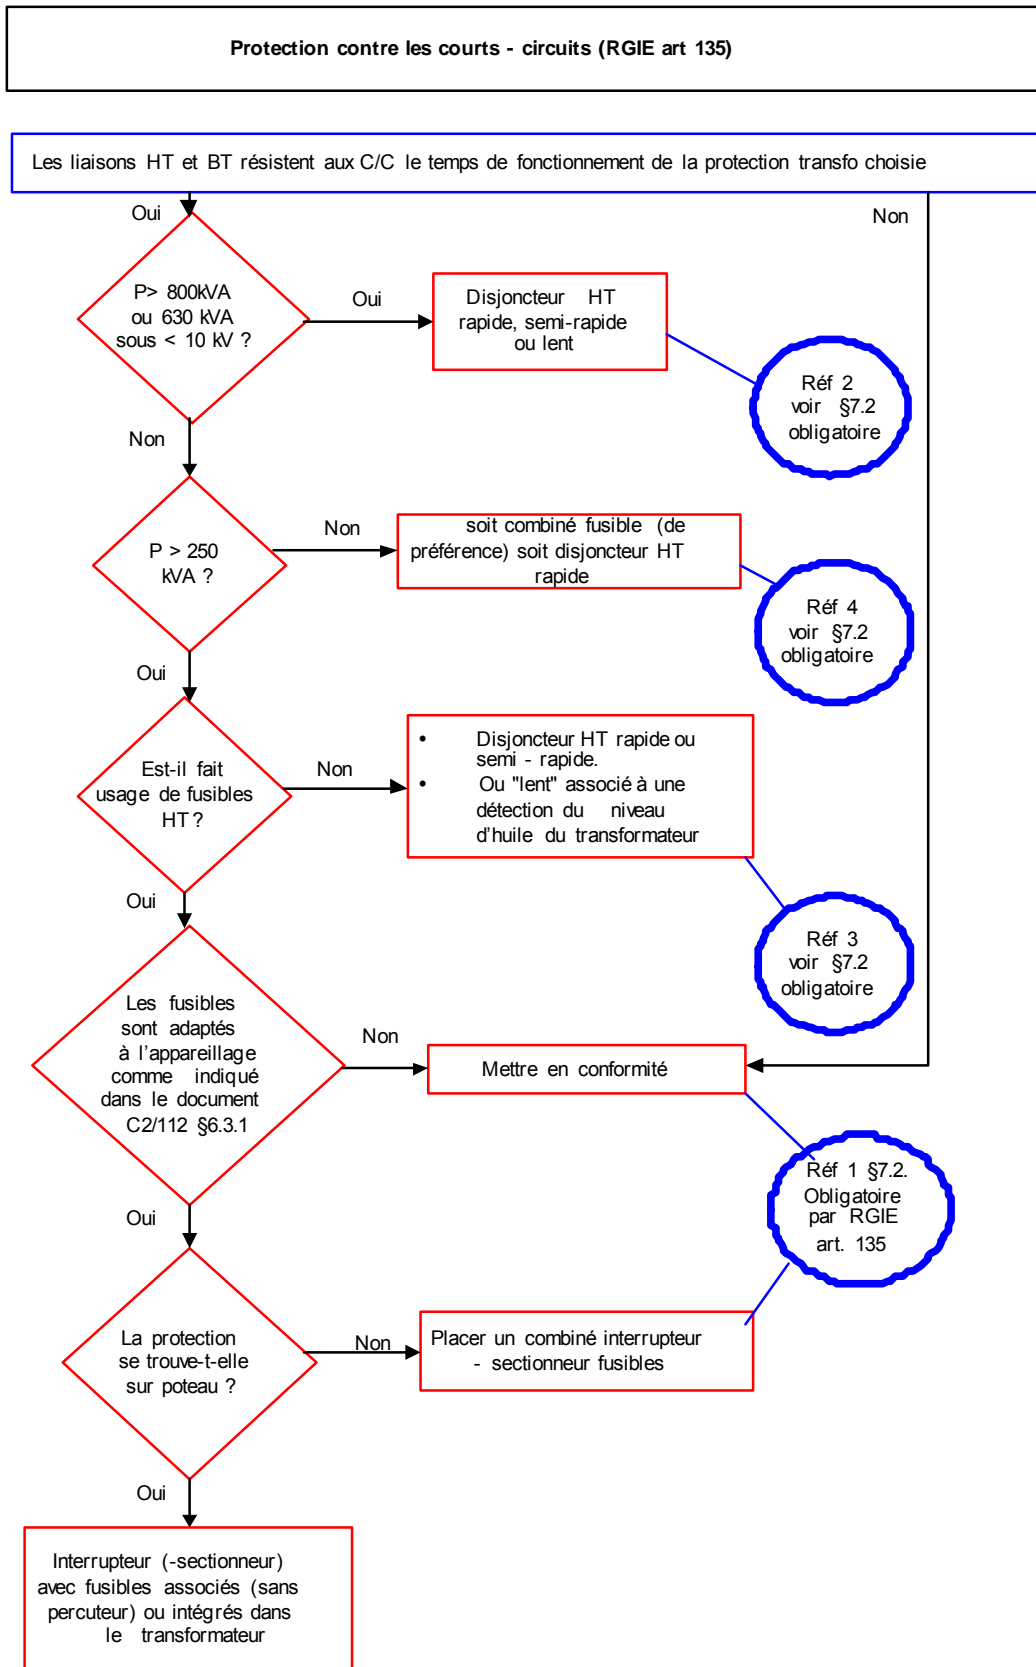 Protection contre les courts - circuits (RGIE art 135)
Les liaisons HT et BT résistent aux C/C le temps de fonctionnement de la protection transfo choisie
Oui
Non
P> 800kVA
ou 630 kVA
sous < 10 kV ?
Oui
Disjoncteur HT
rapide, semi-rapide
ou lent
Réf 2
voir §7.2
obligatoire
Non
P > 250
kVA ?
Non
soit combiné fusible (de
préférence) soit disjoncteur HT
rapide
Réf 4
voir §7.2
obligatoire
Oui
Est-il fait
usage de fusibles
HT ?
Non
• Disjoncteur HT rapide ou
semi - rapide.
• Ou "lent" associé à une
détection du niveau
d'huile du transformateur
Réf 3
voir §7.2
obligatoire
Oui
Les fusibles
sont adaptés
à l'appareillage
comme indiqué
dans le document
C2/112 §6.3.1
Non
Mettre en conformité
Réf 1 §7.2.
Obligatoire
par RGIE
art. 135
Oui
La protection
se trouve-t-elle
sur poteau ?
Non
Placer un combiné interrupteur
- sectionneur fusibles
Oui
Interrupteur (-sectionneur)
avec fusibles associés (sans
percuteur) ou intégrés dans
le transformateur